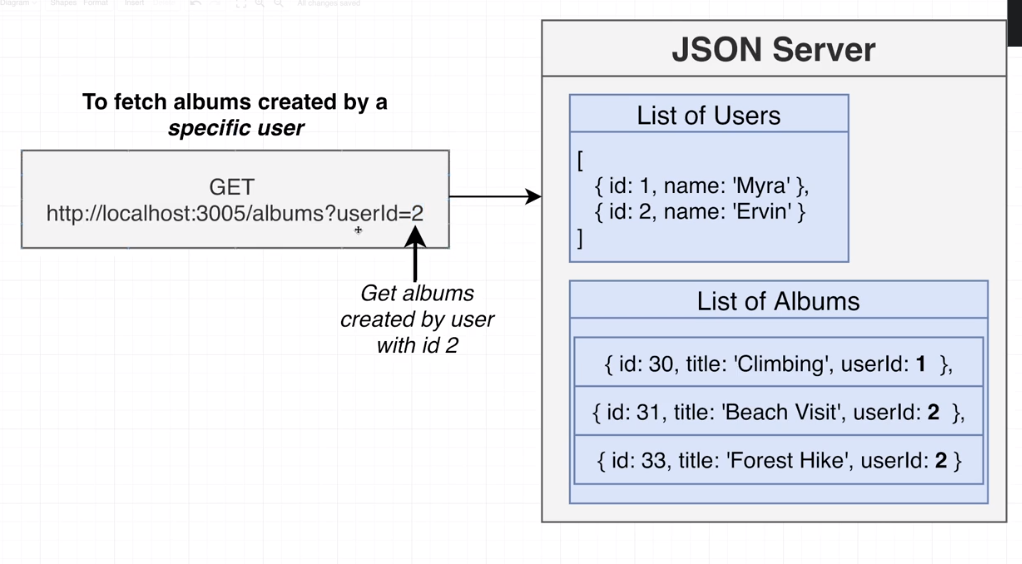 Diagram
Shapes
Format
Paint
All changes saved
JSON Server
To fetch albums created by a
specific user
GET
http://localhost:3005/albums?userId=2
Get albums
created by user
with id 2
List of Users
[
{ id: 1, name: 'Myra' },
{ id: 2, name: 'Ervin' }
]
List of Albums
{ id: 30, title: 'Climbing', userId: 1 },
{ id: 31, title: 'Beach Visit', userId: 2 },
{ id: 33, title: 'Forest Hike', userId: 2 }